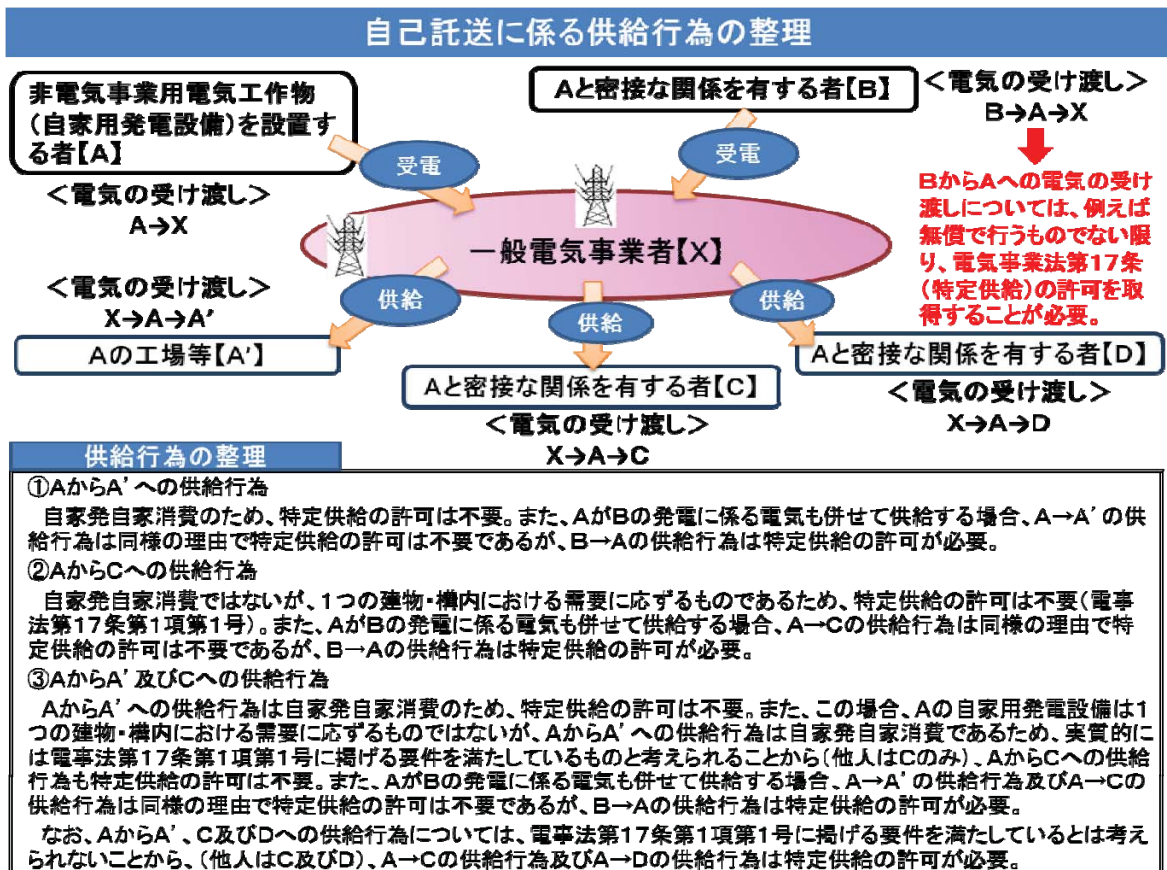 自己託送に係る供給行為の整理
非電気事業用電気工作物
(自家用発電設備)を設置す
る者【A】
<電気の受け渡し>
A→X
受電
Aと密接な関係を有する者【B】
受電
<電気の受け渡し>
B→A→X
BからAへの電気の受け
渡しについては、例えば
無償で行うものでない限
り、電気事業法第17条
(特定供給)の許可を取
得することが必要。
一般電気事業者【X】
<電気の受け渡し>
X→A→A'
供給
供給
供給
Aの工場等【A'】
Aと密接な関係を有する者【C】
<電気の受け渡し>
X→A→C
Aと密接な関係を有する者【D】
<電気の受け渡し>
X→A→D
供給行為の整理
①AからA'への供給行為
自家発自家消費のため、特定供給の許可は不要。また、AがBの発電に係る電気も併せて供給する場合、A→A'の供
給行為は同様の理由で特定供給の許可は不要であるが、B→Aの供給行為は特定供給の許可が必要。
②AからCへの供給行為
自家発自家消費ではないが、1つの建物・構内における需要に応ずるものであるため、特定供給の許可は不要(電事
法第17条第1項第1号)。また、AがBの発電に係る電気も併せて供給する場合、A→Cの供給行為は同様の理由で特
定供給の許可は不要であるが、B→Aの供給行為は特定供給の許可が必要。
③AからA'及びCへの供給行為
AからA'への供給行為は自家発自家消費のため、特定供給の許可は不要。また、この場合、Aの自家用発電設備は1
つの建物・構内における需要に応ずるものではないが、AからA'への供給行為は自家発自家消費であるため、実質的に
は電事法第17条第1項第1号に掲げる要件を満たしているものと考えられることから(他人はCのみ)、AからCへの供給
行為も特定供給の許可は不要。また、AがBの発電に係る電気も併せて供給する場合、A→A'の供給行為及びA→Cの
供給行為は同様の理由で特定供給の許可は不要であるが、B→Aの供給行為は特定供給の許可が必要。
なお、AからA'、C及びDへの供給行為については、電事法第17条第1項第1号に掲げる要件を満たしているとは考え
られないことから、(他人はC及びD)、A→Cの供給行為及びA→Dの供給行為は特定供給の許可が必要。